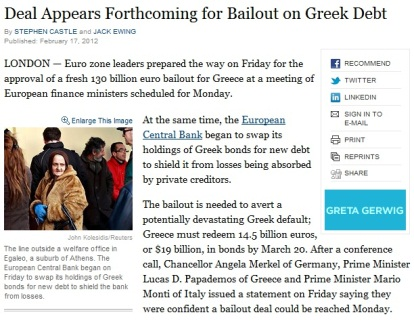 Deal Appears Forthcoming for Bailout on Greek Debt
By STEPHEN CASTLE and JACK EWING
Published: February 17, 2012
LONDON — Euro zone leaders prepared the way on Friday for the
approval of a fresh 130 billion euro bailout for Greece at a meeting of
European finance ministers scheduled for Monday.
Enlarge This Image
John Kolesidis/Reuters
The line outside a welfare office in
Egaleo, a suburb of Athens. The
European Central Bank began on
Friday to swap its holdings of Greek
bonds for new debt to shield the bank
from losses.
At the same time, the European
Central Bank began to swap its
holdings of Greek bonds for new debt
to shield it from losses being absorbed
by private creditors.
The bailout is needed to avert a
potentially devastating Greek default;
Greece must redeem 14.5 billion euros,
or $19 billion, in bonds by March 20. After a conference
call, Chancellor Angela Merkel of Germany, Prime Minister
Lucas D. Papademos of Greece and Prime Minister Mario
Monti of Italy issued a statement on Friday saying they
were confident a bailout deal could be reached Monday.
RECOMMEND
TWITTER
LINKEDIN
SIGN IN TO
E-MAIL
PRINT
REPRINTS
SHARE
GRETA GERWIG